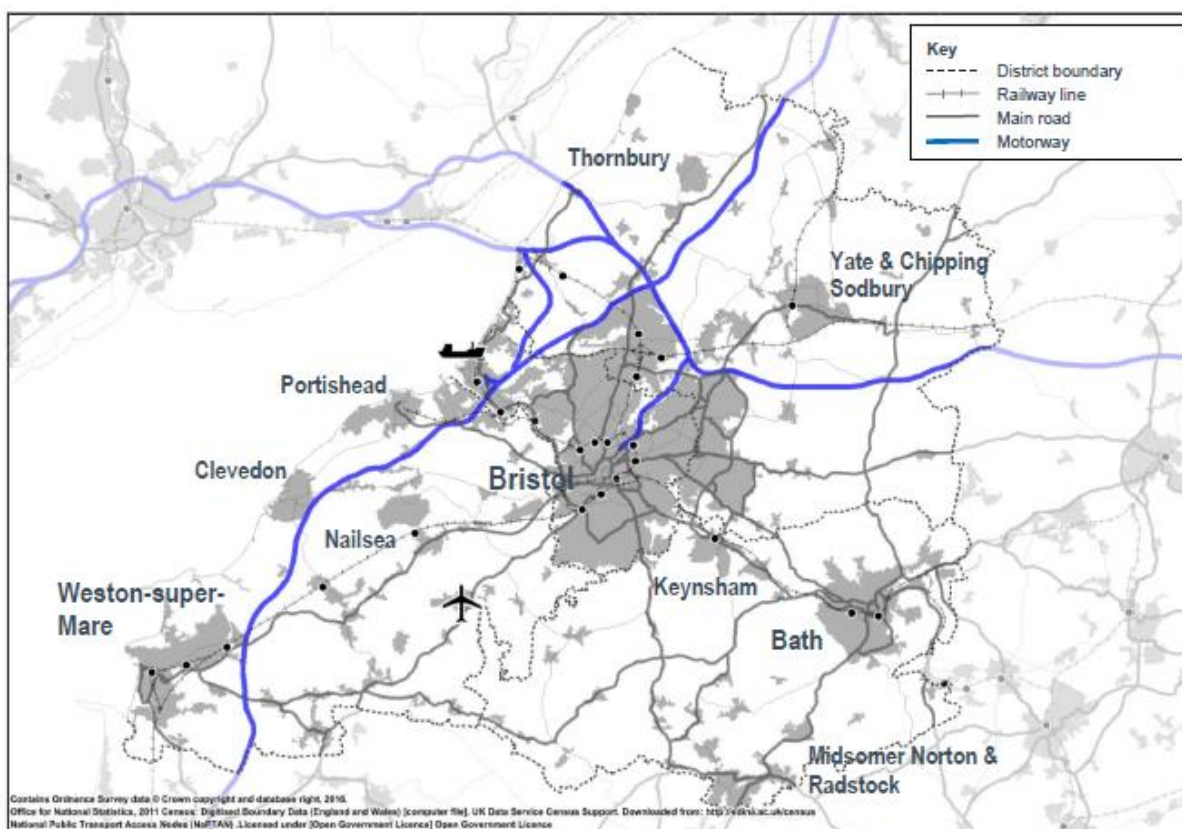 Key
District boundary
Railway line
Main road
Motorway
Thornbury
Yate & Chipping
Sodbury
Portishead
Clevedon
Bristol
Nailsea
Keynsham
Weston-super-
Mare
Bath
Midsomer Norton &
Radstock
Contains Ordnance Survey data © Crown copyright and database right, 2016.
Office for National Statistics, 2011 Census: Digitised Boundary Data (England and Wales) [computer file]. UK Data Service Census Support. Downloaded from:
National Public Transport Access Nodes (NaPTAN) .Licensed under [Open Government Licence] Open Government Licence